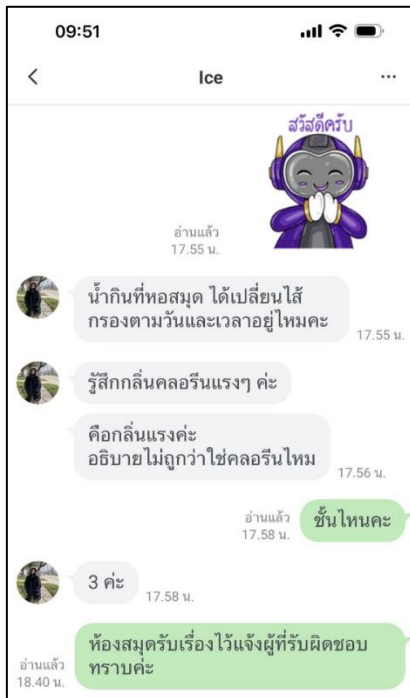 09:51
Ice
สวัสดีครับ
อ่านแล้ว
17.55 น.
น้ำกินที่หอสมุด ได้เปลี่ยนไส้
กรองตามวันและเวลาอยู่ไหมคะ
17.55 น.
รู้สึกกลิ่นคลอรีนแรงๆ ค่ะ
คือกลิ่นแรงค่ะ
อธิบายไม่ถูกว่าใช่คลอรีนไหม
17.56 น.
อ่านแล้ว
17.58 น.
ชั้นไหนคะ
3 ค่ะ
17.58 น.
ห้องสมุดรับเรื่องไว้แจ้งผู้ที่รับผิดชอบ
ทราบค่ะ
อ่านแล้ว
18.40 น.